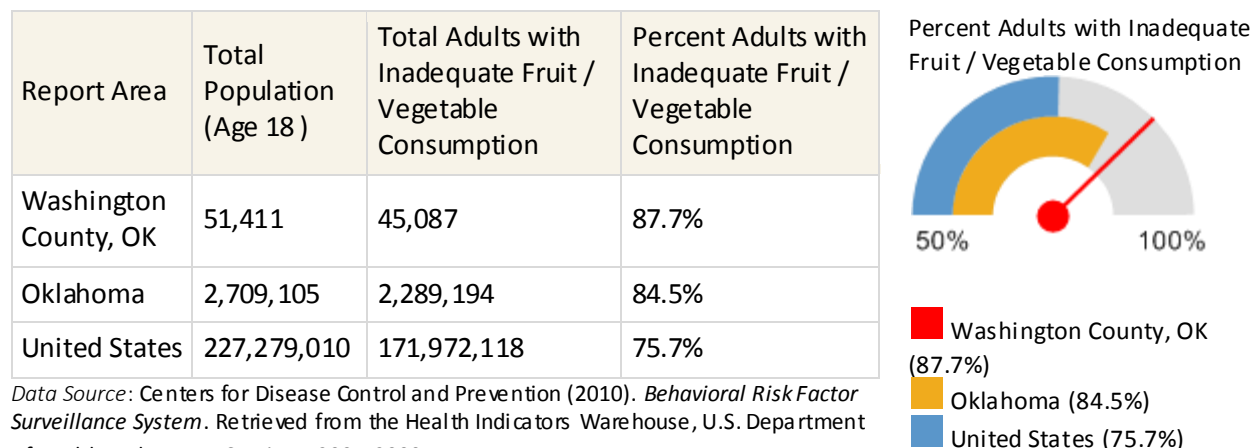 Report Area
Total
Population
(Age 18 )
Total Adults with
Inadequate Fruit /
Vegetable
Consumption
Percent Adults with
Inadequate Fruit /
Vegetable
Consumption
Washington
County, OK
51,411
45,087
87.7%
Oklahoma
2,709,105
2,289,194
84.5%
United States
227,279,010
171,972,118
75.7%
Data Source: Centers for Disease Control and Prevention (2010). Behavioral Risk Factor
Surveillance System. Retrieved from the Health Indicators Warehouse, U.S. Department
Percent Adults with Inadequate
Fruit / Vegetable Consumption
50%
100%
Washington County, OK
(87.7%)
Oklahoma (84.5%)
United States (75.7%)